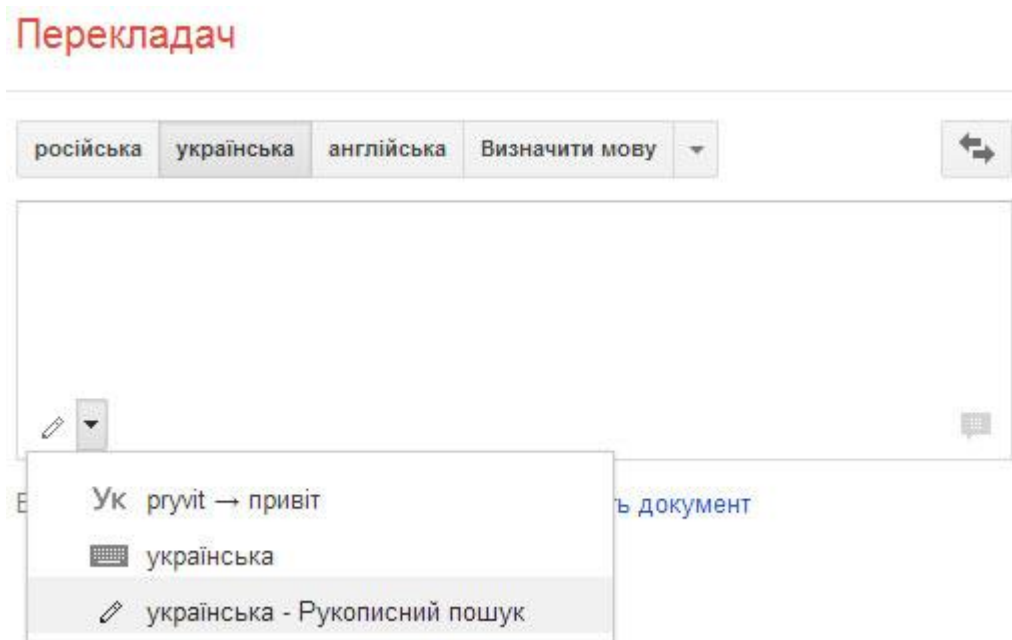 Перекладач
російська українська англійська Визначити мову
Ук pryvit → привіт
документ
українська
українська - Рукописний пошук